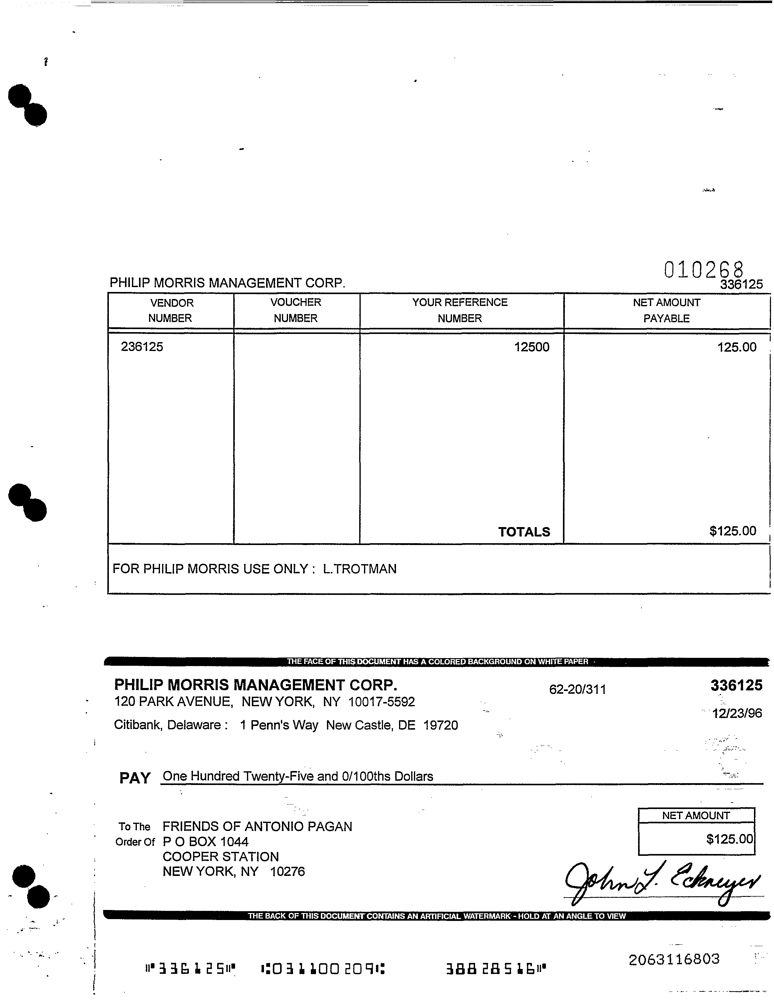 010268
PHILIP MORRIS MANAGEMENT CORP.
336125
VENDOR NUMBER VOUCHER NUMBER YOUR REFERENCE NUMBER NET AMOUNT PAYABLE
236125 12500 125.00
TOTALS $125.00
FOR PHILIP MORRIS USE ONLY : L.TROTMAN
THE FACE OF THIS DOCUMENT HAS A COLORED BACKGROUND ON WHITE PAPER
PHILIP MORRIS MANAGEMENT CORP. 62-20/311 336125
120 PARK AVENUE, NEW YORK, NY 10017-5592
12/23/96
Citibank, Delaware : 1 Penn's Way New Castle, DE 19720
PAY One Hundred Twenty-Five and 0/100ths Dollars
NET AMOUNT
To The FRIENDS OF ANTONIO PAGAN
Order Of P O BOX 1044 $125.00
COOPER STATION
NEW YORK, NY 10276
John L. Eckmeyer
THE BACK OF THIS DOCUMENT CONTAINS AN ARTIFICIAL WATERMARK - HOLD AT AN ANGLE TO VIEW
2063116803
⑈336125⑈ ⑆031100209⑆ 38828516⑈